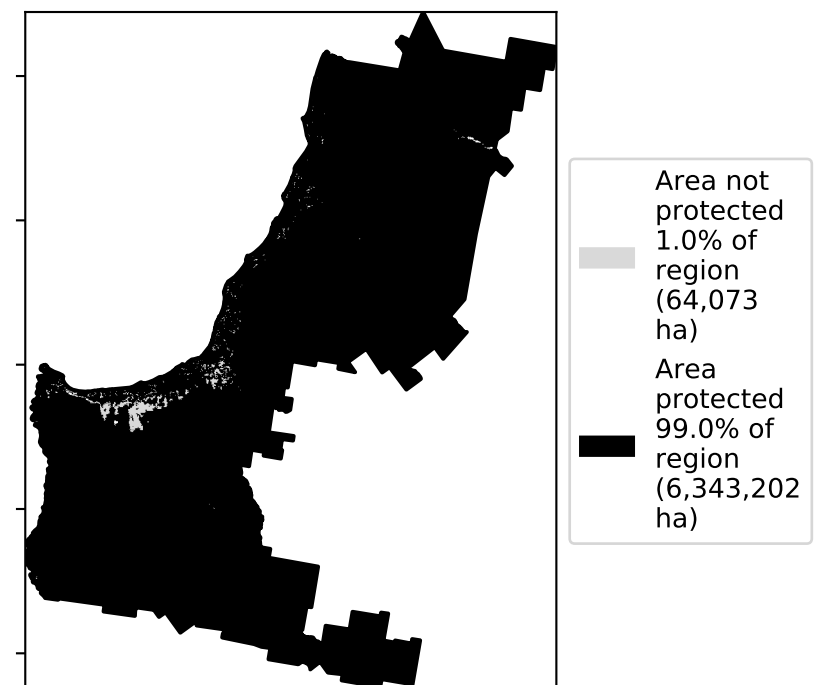 Area not
protected
1.0% of
region
(64,073
ha)
Area
protected
99.0% of
region
(6,343,202
ha)